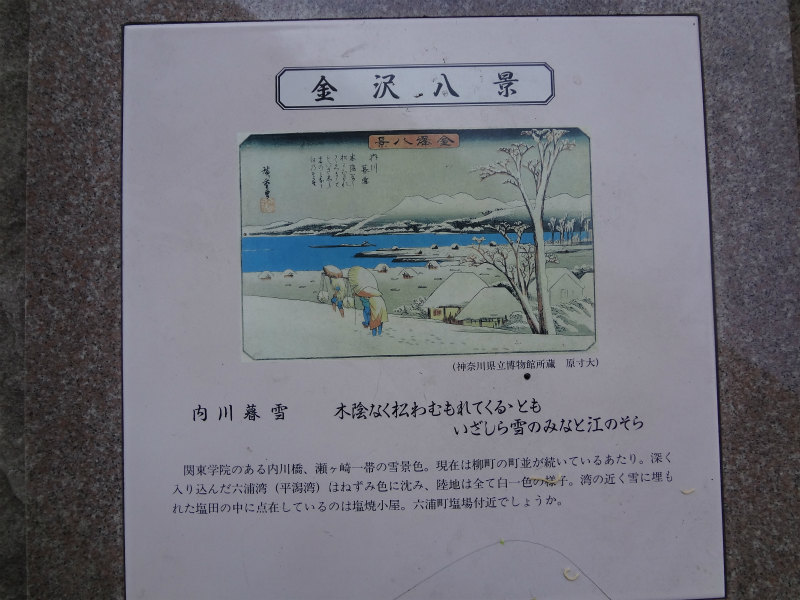 金沢八景
金澤八景
内川
暮雪
廣重画
(神奈川県立博物館所蔵　原寸大)
内川暮雪
木陰なく松わむもれてくるゝとも
いざしら雪のみなと江のそら
関東学院のある内川橋、瀬ヶ崎一帯の雪景色。現在は柳町の町並が続いているあたり。深く
入り込んだ六浦湾（平潟湾）はねずみ色に沈み、陸地は全て白一色の様子。湾の近く雪に埋も
れた塩田の中に点在しているのは塩焼小屋。六浦町塩場付近でしょうか。